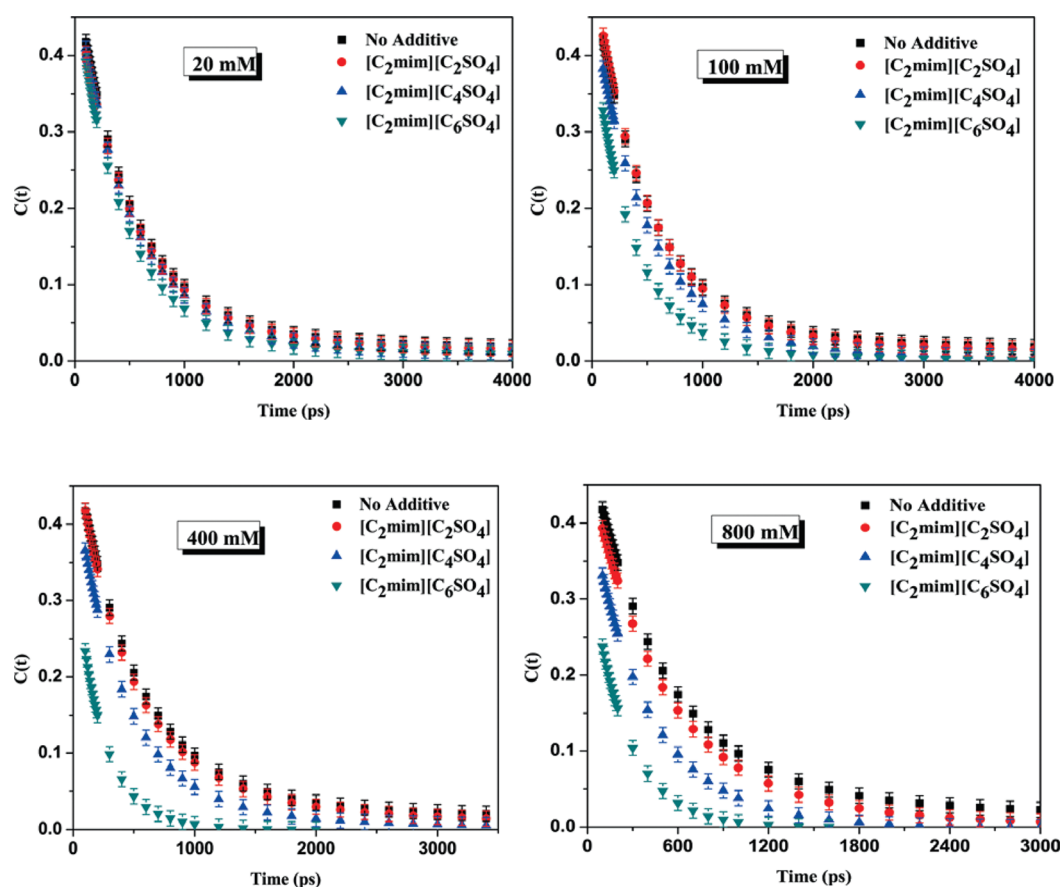 20 mM
No Additive
[C2mim][C2SO4]
[C2mim][C4SO4]
[C2mim][C6SO4]
C(t)
0.4
0.3
0.2
0.1
0.0
0 1000 2000 3000 4000
Time (ps)
100 mM
No Additive
[C2mim][C2SO4]
[C2mim][C4SO4]
[C2mim][C6SO4]
C(t)
0.4
0.3
0.2
0.1
0.0
0 1000 2000 3000 4000
Time (ps)
400 mM
No Additive
[C2mim][C2SO4]
[C2mim][C4SO4]
[C2mim][C6SO4]
C(t)
0.4
0.3
0.2
0.1
0.0
0 1000 2000 3000
Time (ps)
800 mM
No Additive
[C2mim][C2SO4]
[C2mim][C4SO4]
[C2mim][C6SO4]
C(t)
0.4
0.3
0.2
0.1
0.0
0 600 1200 1800 2400 3000
Time (ps)